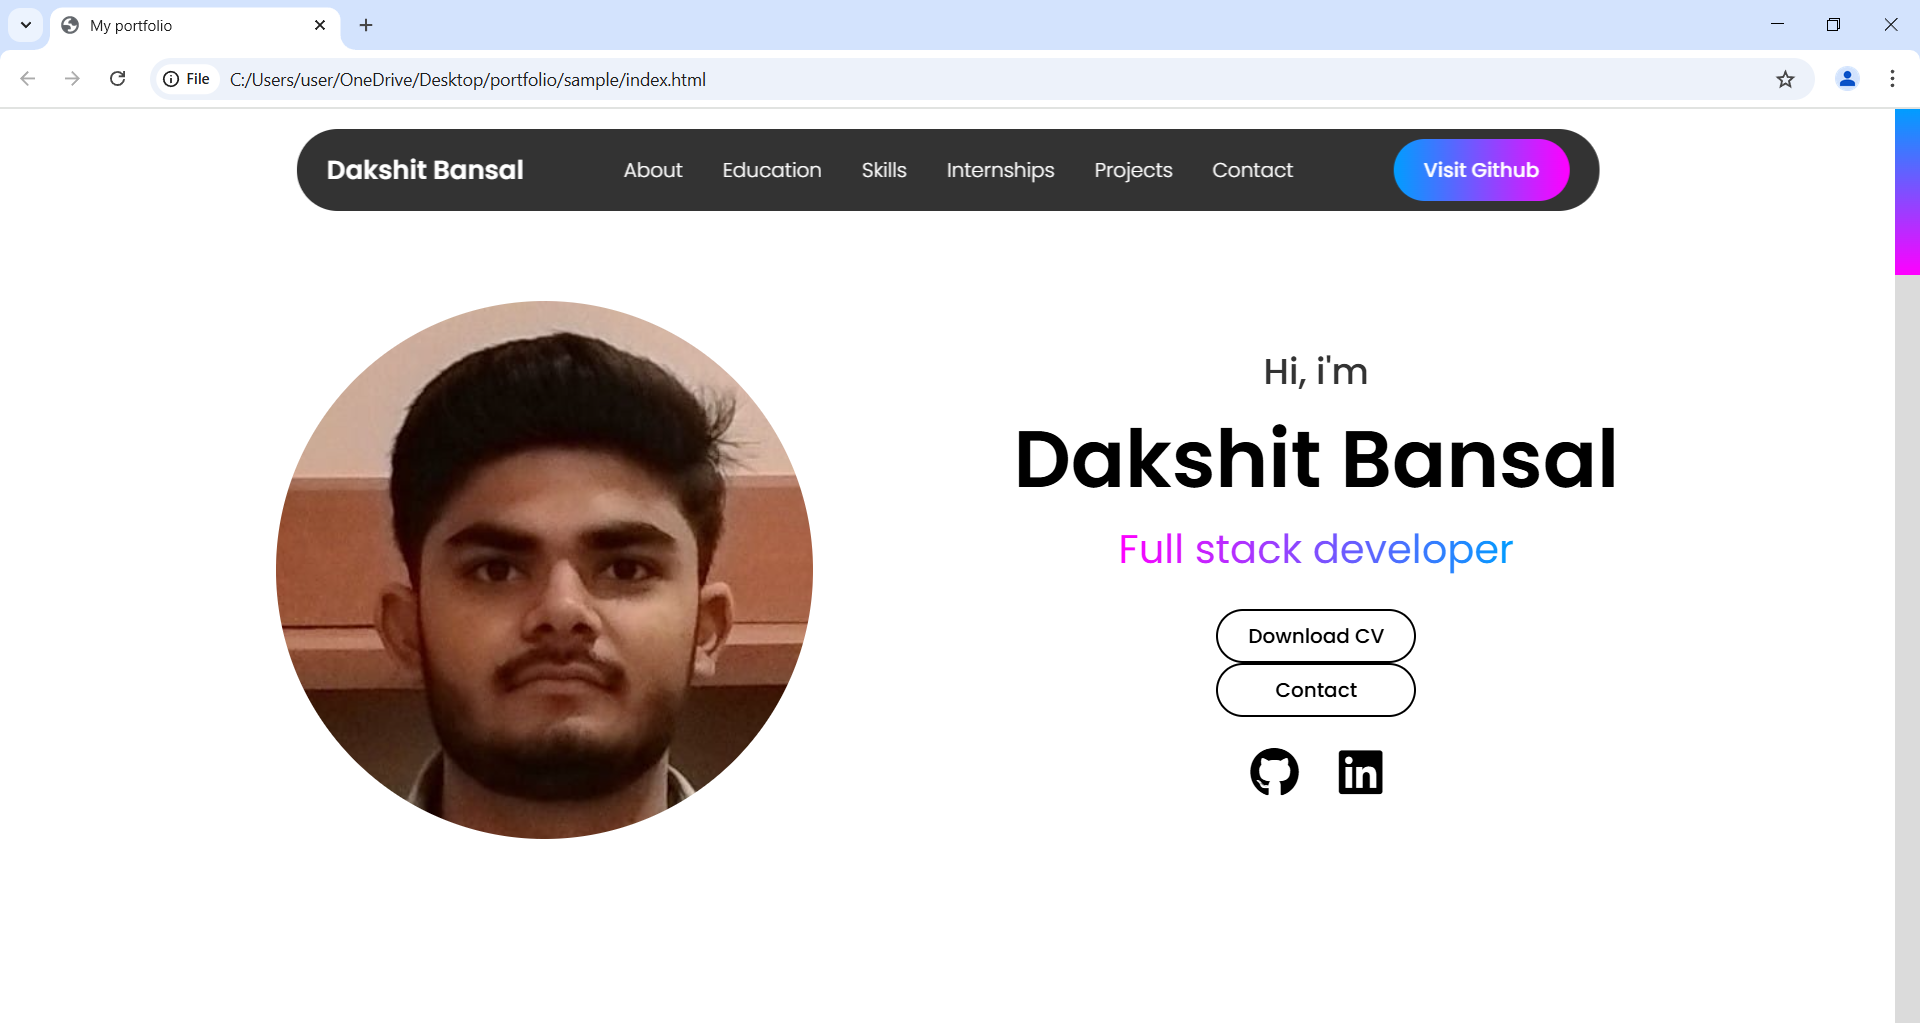 My portfolio
File C:/Users/user/OneDrive/Desktop/portfolio/sample/index.html
Dakshit Bansal About Education Skills Internships Projects Contact Visit Github
Hi, i'm
Dakshit Bansal
Full stack developer
Download CV
Contact
in